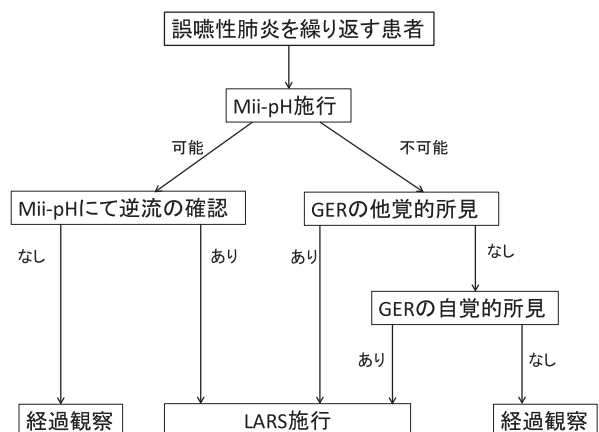 誤嚥性肺炎を繰り返す患者
Mii-pH施行
可能
不可能
Mii-pHにて逆流の確認
GERの他覚的所見
なし
あり
あり
なし
GERの自覚的所見
あり
なし
経過観察
LARS施行
経過観察